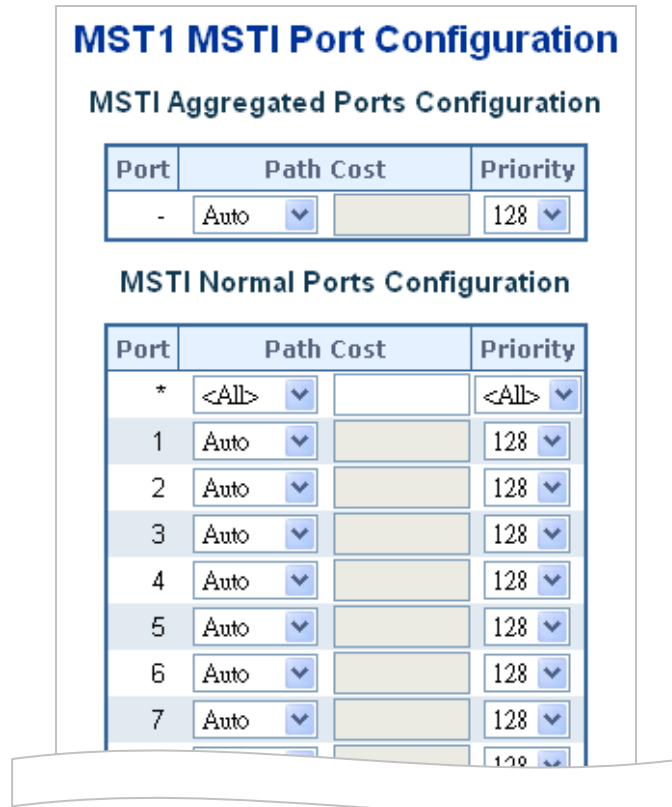 MST1 MSTI Port Configuration
MSTI Aggregated Ports Configuration
Port Path Cost Priority
- Auto 128
MSTI Normal Ports Configuration
Port Path Cost Priority
* <All> <All>
1 Auto 128
2 Auto 128
3 Auto 128
4 Auto 128
5 Auto 128
6 Auto 128
7 Auto 128